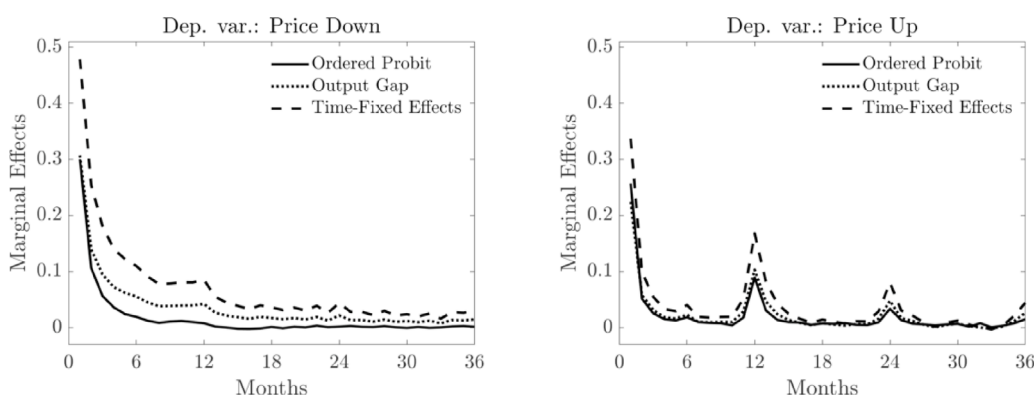 Dep. var.: Price Down
Marginal Effects
0.5
0.4
0.3
0.2
0.1
0
Ordered Probit
Output Gap
Time-Fixed Effects
0 6 12 18 24 30 36
Months
Dep. var.: Price Up
Marginal Effects
0.5
0.4
0.3
0.2
0.1
0
Ordered Probit
Output Gap
Time-Fixed Effects
0 6 12 18 24 30 36
Months